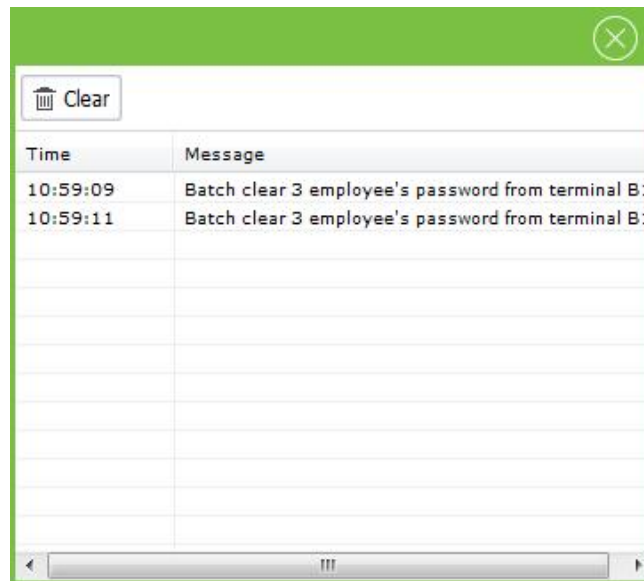 Clear
Time Message
10:59:09 Batch clear 3 employee's password from terminal
10:59:11 Batch clear 3 employee's password from terminal